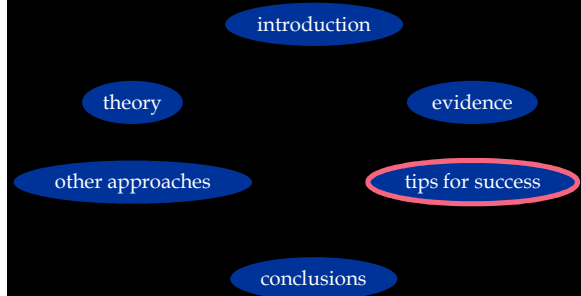 introduction
theory
evidence
other approaches
tips for success
conclusions